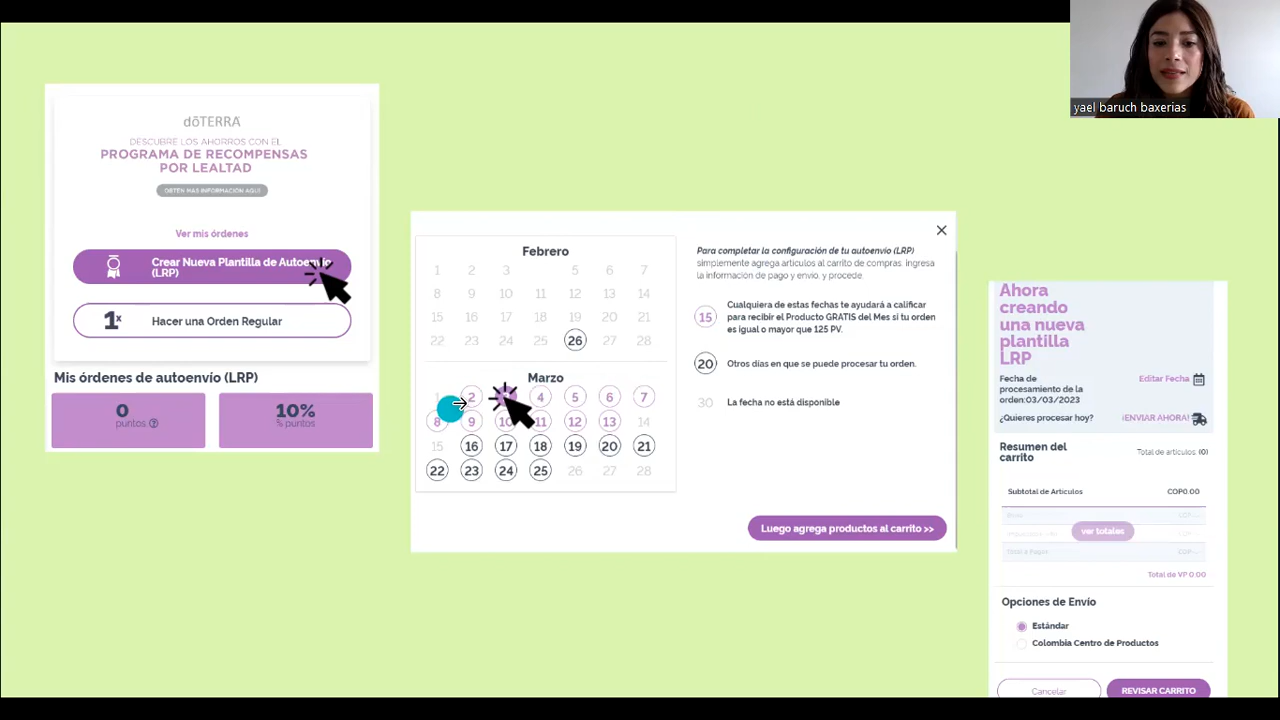 yael baruch baxerias
dōTERRA
DESCUBRE LOS AHORROS CON EL
PROGRAMA DE RECOMPENSAS
POR LEALTAD
OBTÉN MÁS INFORMACIÓN AQUÍ
Ver mis órdenes
Crear Nueva Plantilla de Autoenvío
(LRP)
1x Hacer una Orden Regular
Mis órdenes de autoenvío (LRP)
0
puntos
10%
% puntos
Febrero
1 2 3 5 6 7
8 9 10 11 12 13 14
15 16 17 18 19 20 21
22 23 24 25 26 27 28
Marzo
1 2 4 5 6 7
8 9 10 11 12 13 14
15 16 17 18 19 20 21
22 23 24 25 26 27 28
Para completar la configuración de tu autoenvío (LRP)
simplemente agrega artículos al carrito de compras, ingresa
la información de pago y envío, y procede.
15 Cualquiera de estas fechas te ayudará a calificar
para recibir el Producto GRATIS del Mes si tu orden
es igual o mayor que 125 PV.
20 Otros días en que se puede procesar tu orden.
30 La fecha no está disponible
Luego agrega productos al carrito >>
Ahora
creando
una nueva
plantilla
LRP
Fecha de
procesamiento de la
orden:03/03/2023
Editar Fecha
¿Quieres procesar hoy? ¡ENVIAR AHORA!
Resumen del
carrito
Total de artículos: (0)
Subtotal de Artículos COP0.00
ver totales
Total de VP 0.00
Opciones de Envío
Estándar
Colombia Centro de Productos
Cancelar REVISAR CARRITO